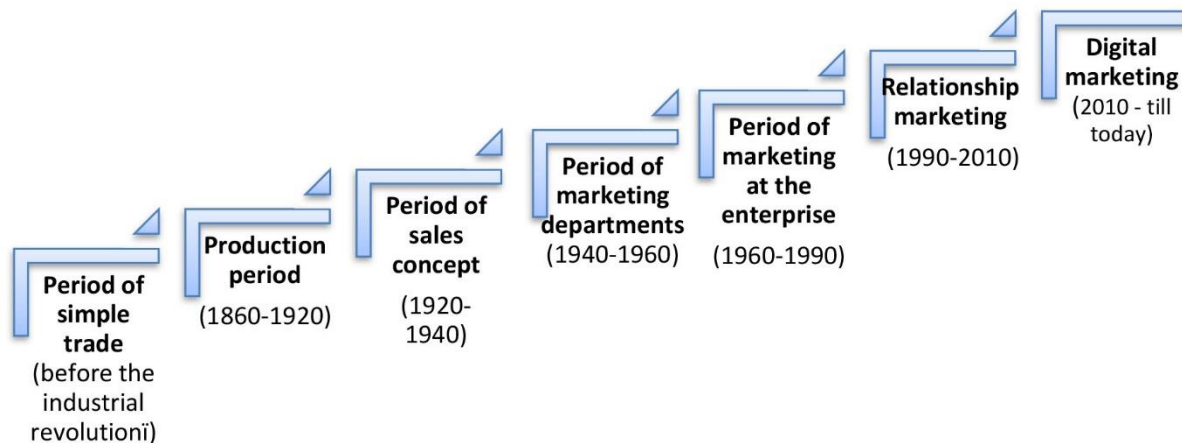 Period of
simple
trade
(before the
industrial
revolutionï)
Production
period
(1860-1920)
Period of
sales
concept
(1920-
1940)
Period of
marketing
departments
(1940-1960)
Period of
marketing
at the
enterprise
(1960-1990)
Relationship
marketing
(1990-2010)
Digital
marketing
(2010 - till
today)